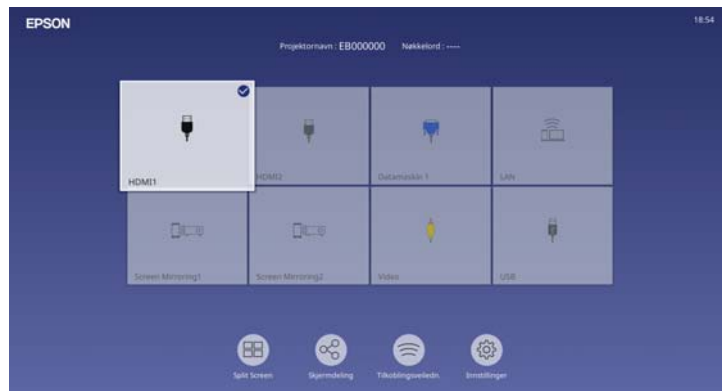 EPSON
18:54
Projektornavn : EB000000 Nøkkelord : ----
HDMI1
HDMI2
Datamaskin 1
LAN
Screen Mirroring1
Screen Mirroring2
Video
USB
Split Screen
Skjermdeling
Tilkoblingsveiledn.
Innstillinger